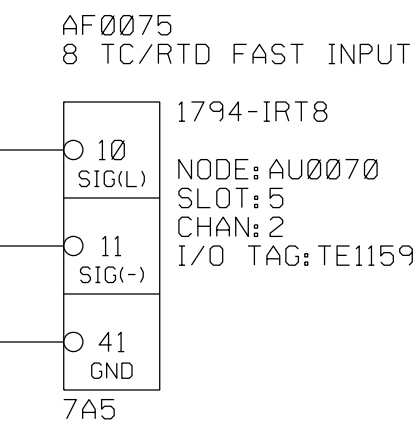 AF0075
8 TC/RTD FAST INPUT
1794-IRT8
10
SIG(L)
NODE:AU0070
SLOT:5
CHAN:2
I/O TAG:TE1159
11
SIG(-)
41
GND
7A5